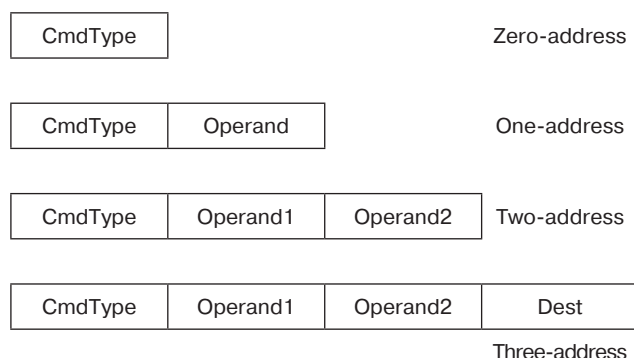 CmdType Zero-address
CmdType Operand One-address
CmdType Operand1 Operand2 Two-address
CmdType Operand1 Operand2 Dest
Three-address